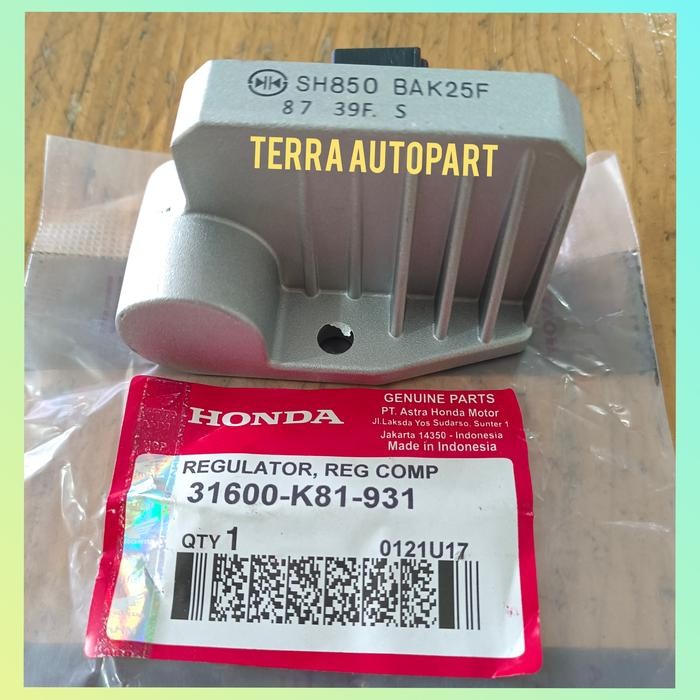 SH850 BAK25F
87 39F. S
TERRA AUTOPART
HONDA
GENUINE PARTS
PT. Astra Honda Motor
Jl.Laksda Yos Sudarso. Sunter 1
Jakarta 14350 - Indonesia
Made in Indonesia
REGULATOR, REG COMP
31600-K81-931
QTY 1
0121U17